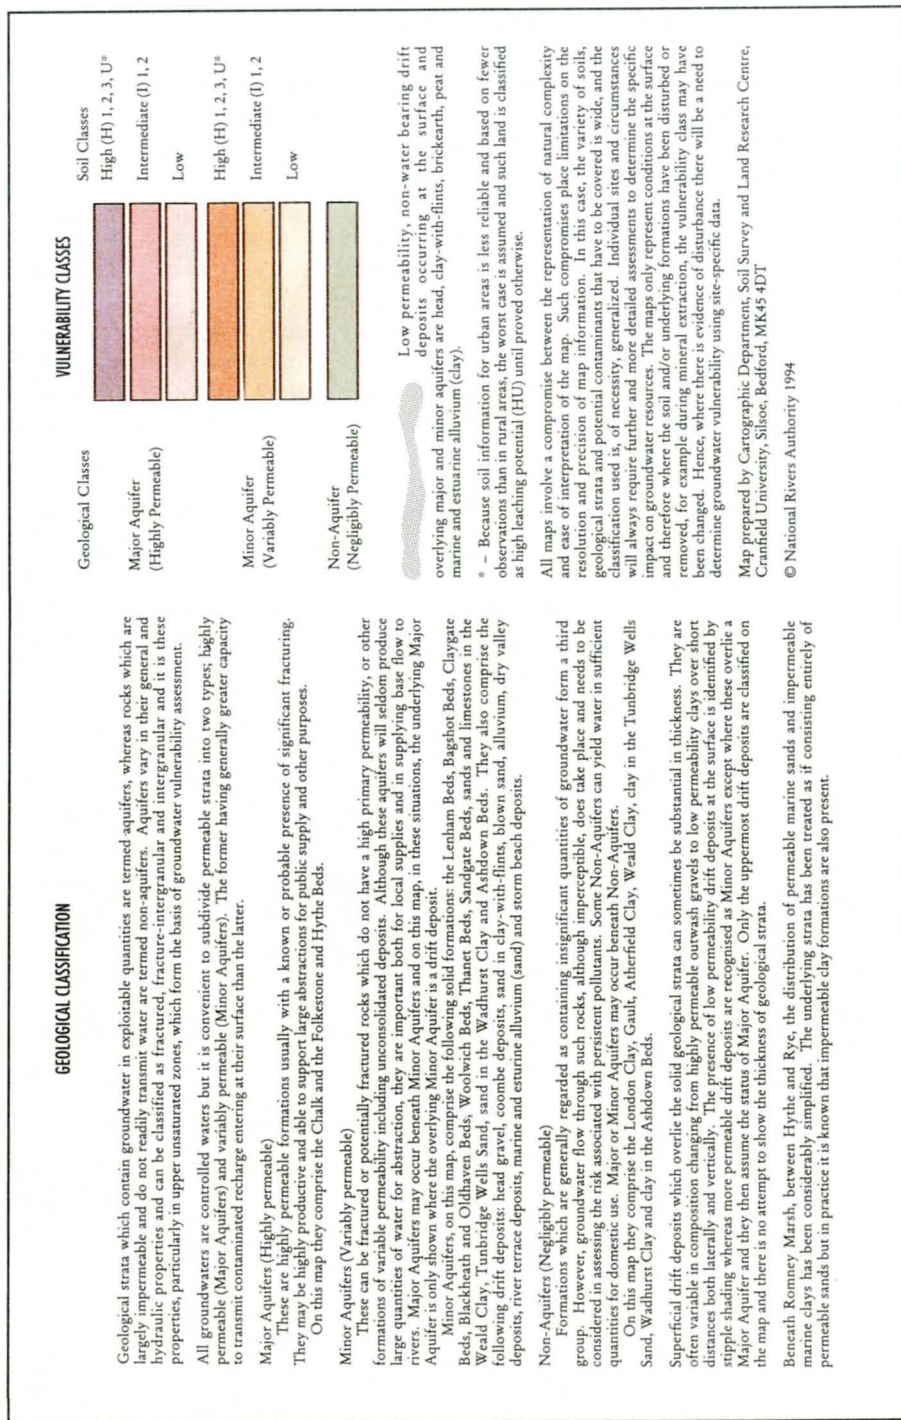 GEOLOGICAL CLASSIFICATION
Geological strata which contain groundwater in exploitable quantities are termed aquifers, whereas rocks which are
largely impermeable and do not readily transmit water are termed non-aquifers. Aquifers vary in their general and
hydraulic properties and can be classified as fractured, fracture-intergranular and intergranular and it is these
properties, particularly in upper unsaturated zones, which form the basis of groundwater vulnerability assessment.
All groundwaters are controlled waters but it is convenient to subdivide permeable strata into two types; highly
permeable (Major Aquifers) and variably permeable (Minor Aquifers). The former having generally greater capacity
to transmit contaminated recharge entering at their surface than the latter.
Major Aquifers (Highly permeable)
These are highly permeable formations usually with a known or probable presence of significant fracturing.
They may be highly productive and able to support large abstractions for public supply and other purposes.
On this map they comprise the Chalk and the Folkestone and Hythe Beds.
Minor Aquifers (Variably permeable)
These can be fractured or potentially fractured rocks which do not have a high primary permeability, or other
formations of variable permeability including unconsolidated deposits. Although these aquifers will seldom produce
large quantities of water for abstraction, they are important both for local supplies and in supplying base flow to
rivers. Major Aquifers may occur beneath Minor Aquifers and on this map, in these situations, the underlying Major
Aquifer is only shown where the overlying Minor Aquifer is a drift deposit.
Minor Aquifers, on this map, comprise the following solid formations: the Lenham Beds, Bagshot Beds, Claygate
Beds, Blackheath and Oldhaven Beds, Woolwich Beds, Thanet Beds, Sandgate Beds, sands and limestones in the
Weald Clay, Tunbridge Wells Sand, sand in the Wadhurst Clay and Ashdown Beds. They also comprise the
following drift deposits: head gravel, coombe deposits, sand in clay-with-flints, blown sand, alluvium, dry valley
deposits, river terrace deposits, marine and esturine alluvium (sand) and storm beach deposits.
Non-Aquifers (Negligibly permeable)
Formations which are generally regarded as containing insignificant quantities of groundwater form a third
group. However, groundwater flow through such rocks, although imperceptible, does take place and needs to be
considered in assessing the risk associated with persistent pollutants. Some Non-Aquifers can yield water in sufficient
quantities for domestic use. Major or Minor Aquifers may occur beneath Non-Aquifers.
On this map they comprise the London Clay, Gault, Atherfield Clay, Weald Clay, clay in the Tunbridge Wells
Sand, Wadhurst Clay and clay in the Ashdown Beds.
Superficial drift deposits which overlie the solid geological strata can sometimes be substantial in thickness. They are
often variable in composition changing from highly permeable outwash gravels to low permeability clays over short
distances both laterally and vertically. The presence of low permeability drift deposits at the surface is identified by
stipple shading whereas more permeable drift deposits are recognised as Minor Aquifers except where these overlie a
Major Aquifer and they then assume the status of Major Aquifer. Only the uppermost drift deposits are classified on
the map and there is no attempt to show the thickness of geological strata.
Beneath Romney Marsh, between Hythe and Rye, the distribution of permeable marine sands and impermeable
marine clays has been considerably simplified. The underlying strata has been treated as if consisting entirely of
permeable sands but in practice it is known that impermeable clay formations are also present.
VULNERABILITY CLASSES
Geological Classes
Soil Classes
Major Aquifer
(Highly Permeable)
High (H) 1, 2, 3, U*
Intermediate (I) 1, 2
Low
Minor Aquifer
(Variably Permeable)
High (H) 1, 2, 3, U*
Intermediate (I) 1, 2
Low
Non-Aquifer
(Negligibly Permeable)
Low permeability, non-water bearing drift
deposits occurring at the surface and
overlying major and minor aquifers are head, clay-with-flints, brickearth, peat and
marine and estuarine alluvium (clay).
* – Because soil information for urban areas is less reliable and based on fewer
observations than in rural areas, the worst case is assumed and such land is classified
as high leaching potential (HU) until proved otherwise.
All maps involve a compromise between the representation of natural complexity
and ease of interpretation of the map. Such compromises place limitations on the
resolution and precision of map information. In this case, the variety of soils,
geological strata and potential contaminants that have to be covered is wide, and the
classification used is, of necessity, generalized. Individual sites and circumstances
will always require further and more detailed assessments to determine the specific
impact on groundwater resources. The maps only represent conditions at the surface
and therefore where the soil and/or underlying formations have been disturbed or
removed, for example during mineral extraction, the vulnerability class may have
been changed. Hence, where there is evidence of disturbance there will be a need to
determine groundwater vulnerability using site-specific data.
Map prepared by Cartographic Department, Soil Survey and Land Research Centre,
Cranfield University, Silsoe, Bedford, MK45 4DT
© National Rivers Authority 1994